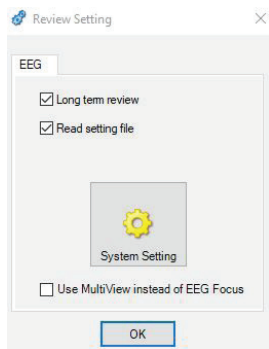 Review Setting
EEG
Long term review
Read setting file
System Setting
Use MultiView instead of EEG Focus
OK